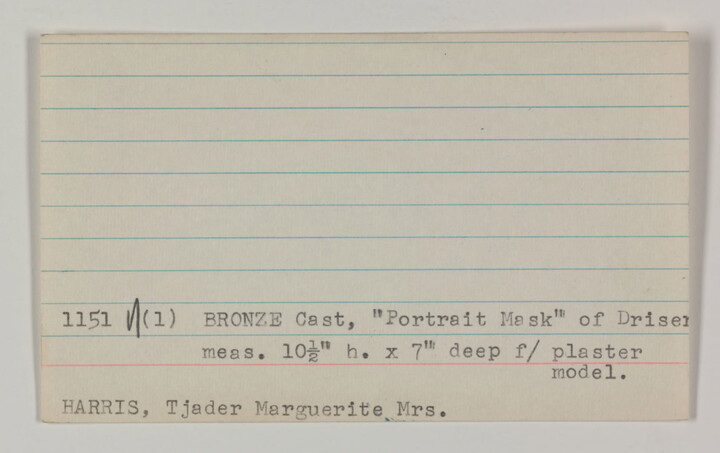 1151 (1) BRONZE Cast, "Portrait Mask" of Driser
meas. 10½" h. x 7" deep f/ plaster
model.
HARRIS, Tjader Marguerite Mrs.